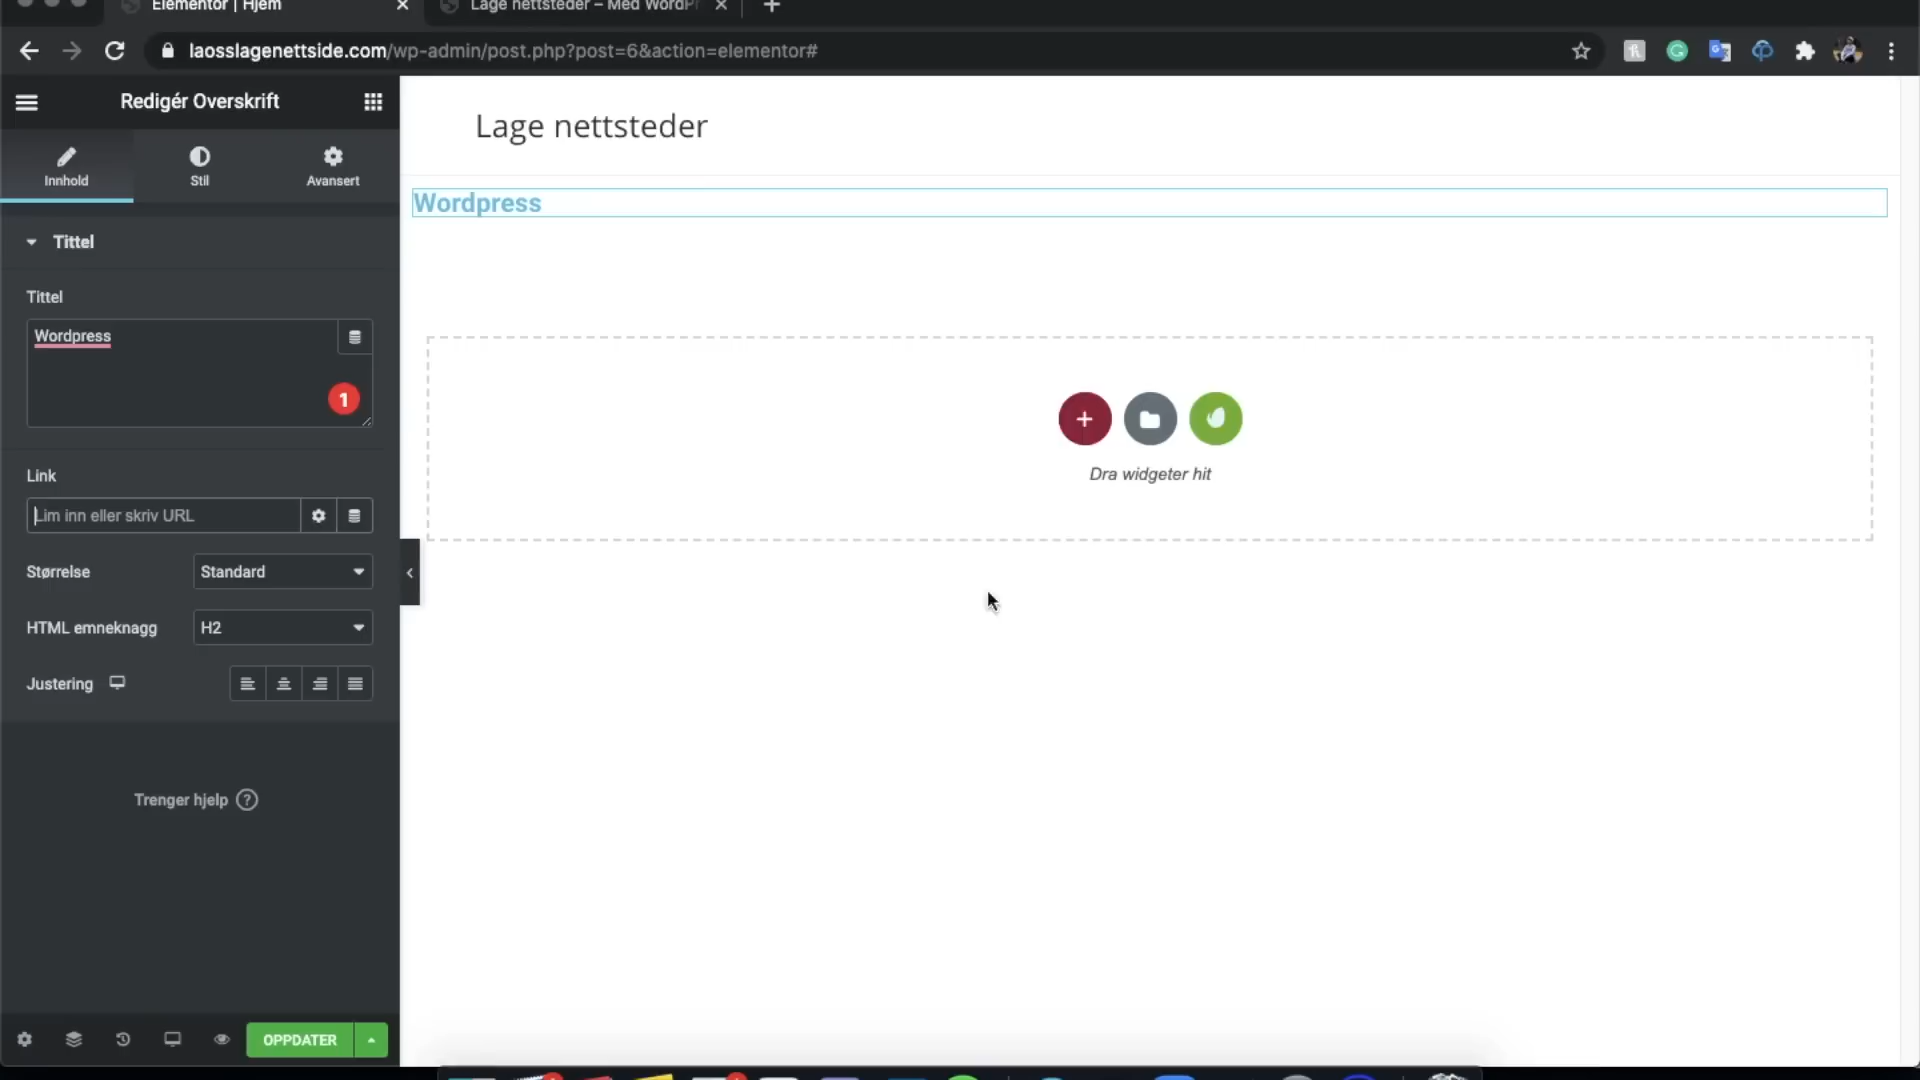 Elementor | Hjem
Lage nettsteder – Med WordPr
laosslagenettside.com/wp-admin/post.php?post=6&action=elementor#
Redigér Overskrift
Innhold
Stil
Avansert
Tittel
Tittel
Wordpress
1
Link
Lim inn eller skriv URL
Størrelse
Standard
HTML emneknagg
H2
Justering
Trenger hjelp ?
OPPDATER
Lage nettsteder
Wordpress
Dra widgeter hit